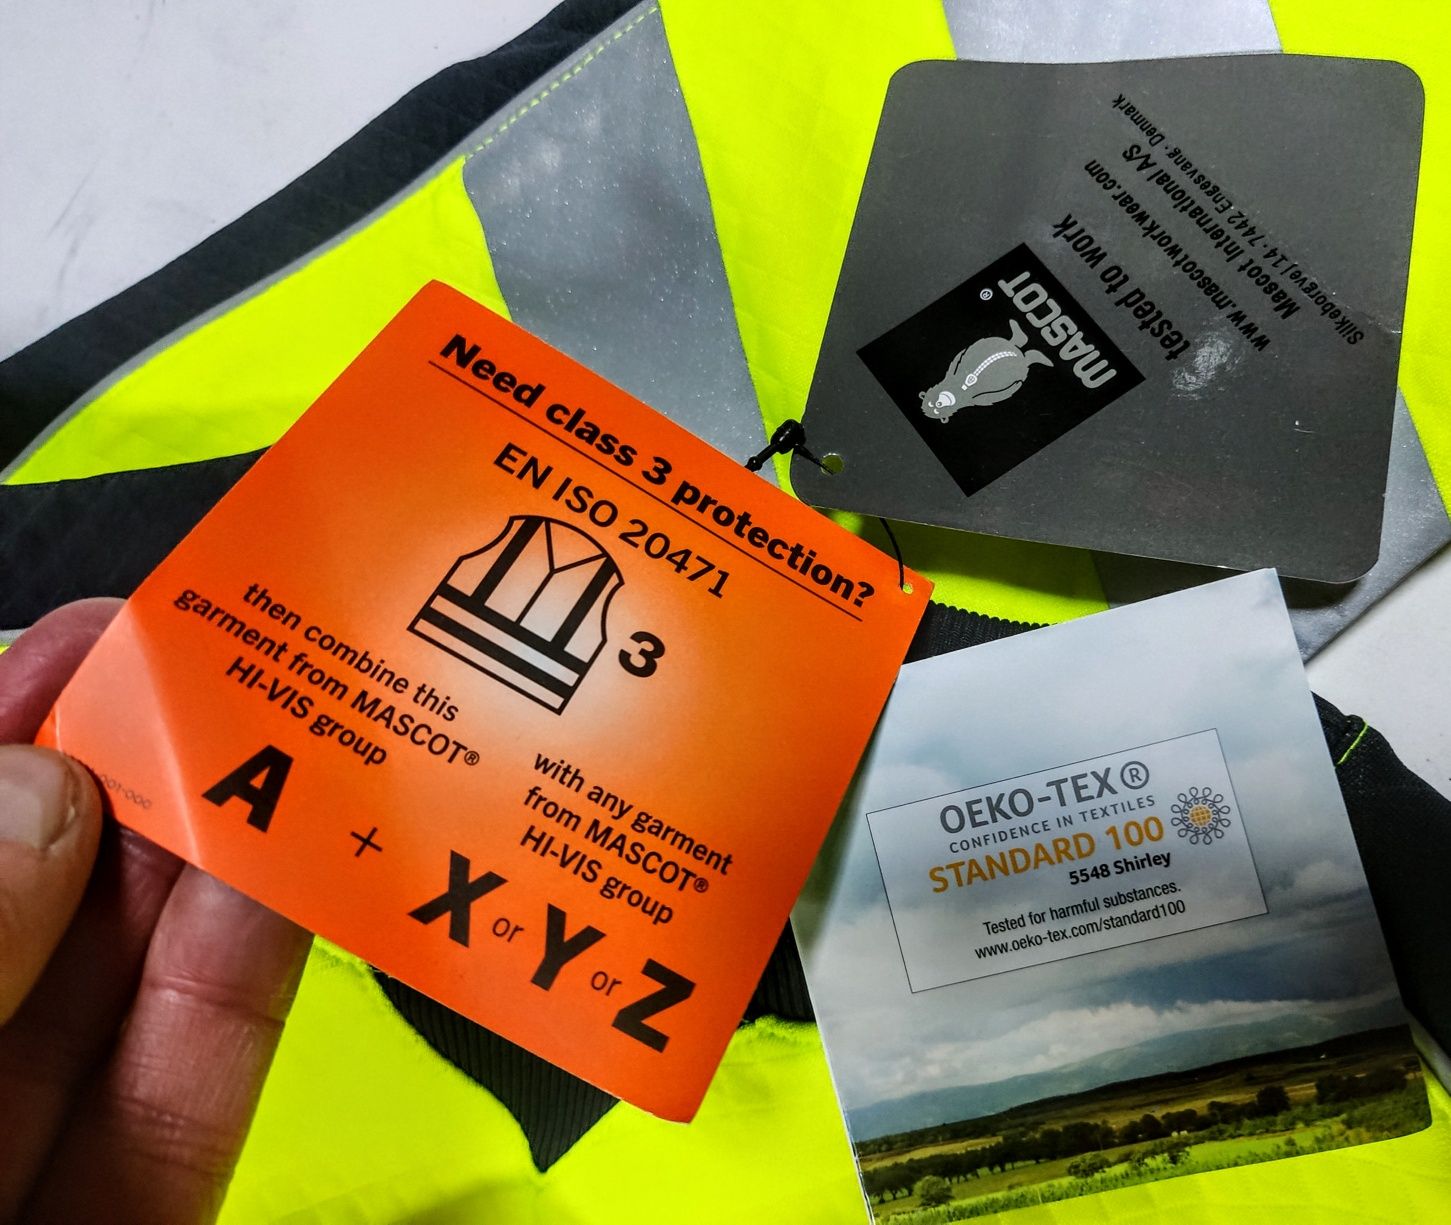 Need class 3 protection?
EN ISO 20471
3
then combine this
garment from MASCOT®
HI-VIS group
A
+
with any garment
from MASCOT®
HI-VIS group
X or Y or Z
MASCOT
®
tested to work
www.mascotworkwear.com
Mascot International A/S
Silkeborgvej 14 · 7442 Engesvang · Denmark
OEKO-TEX®
CONFIDENCE IN TEXTILES
STANDARD 100
5548 Shirley
Tested for harmful substances.
www.oeko-tex.com/standard100